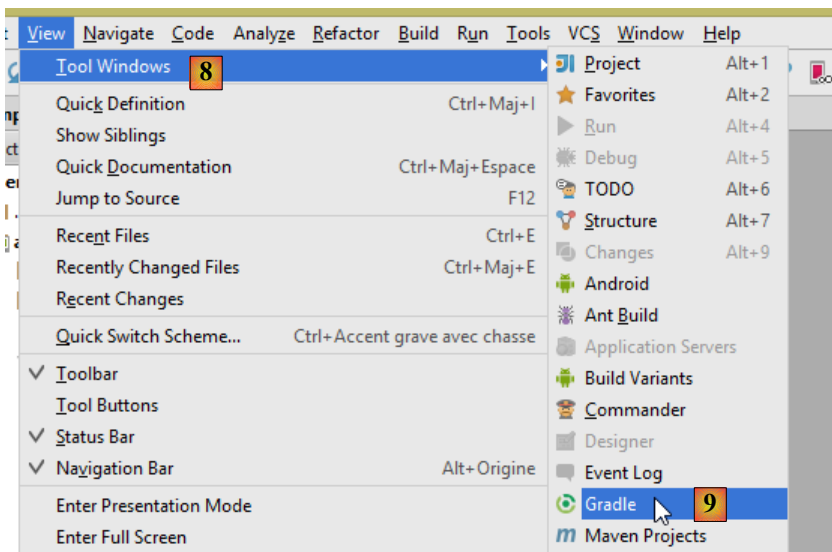 View Navigate Code Analyze Refactor Build Run Tools VCS Window Help
Tool Windows 8
Quick Definition Ctrl+Maj+I
Show Siblings
Quick Documentation Ctrl+Maj+Espace
Jump to Source F12
Recent Files Ctrl+E
Recently Changed Files Ctrl+Maj+E
Recent Changes
Quick Switch Scheme... Ctrl+Accent grave avec chasse
Toolbar
Tool Buttons
Status Bar
Navigation Bar Alt+Origine
Enter Presentation Mode
Enter Full Screen
Project Alt+1
Favorites Alt+2
Run Alt+4
Debug Alt+5
TODO Alt+6
Structure Alt+7
Changes Alt+9
Android
Ant Build
Application Servers
Build Variants
Commander
Designer
Event Log
Gradle 9
Maven Projects